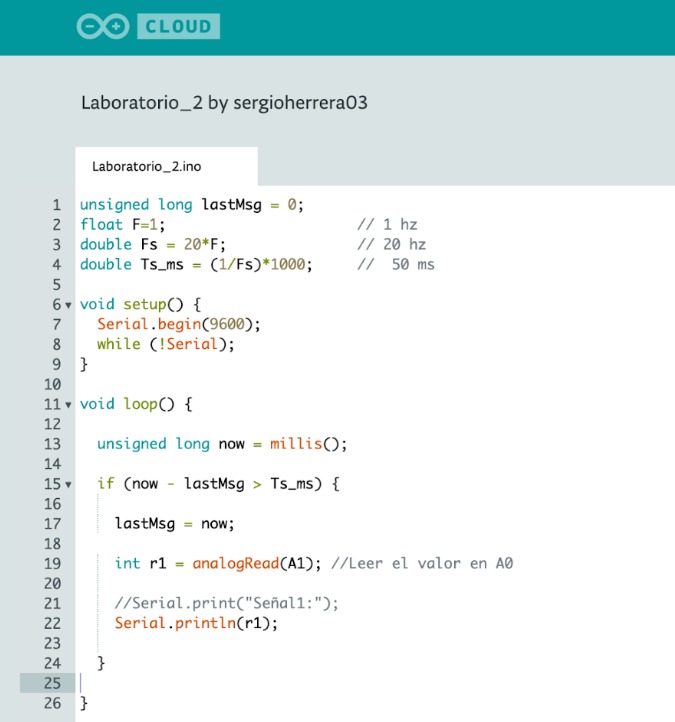 CLOUD
Laboratorio_2 by sergioherrera03
Laboratorio_2.ino
1 unsigned long lastMsg = 0;
2 float F=1; // 1 hz
3 double Fs = 20*F; // 20 hz
4 double Ts_ms = (1/Fs)*1000; // 50 ms
5
6 void setup() {
7 Serial.begin(9600);
8 while (!Serial);
9 }
10
11 void loop() {
12
13 unsigned long now = millis();
14
15 if (now - lastMsg > Ts_ms) {
16
17 lastMsg = now;
18
19 int r1 = analogRead(A1); //Leer el valor en A0
20
21 //Serial.print("Señal1:");
22 Serial.println(r1);
23
24 }
25
26 }